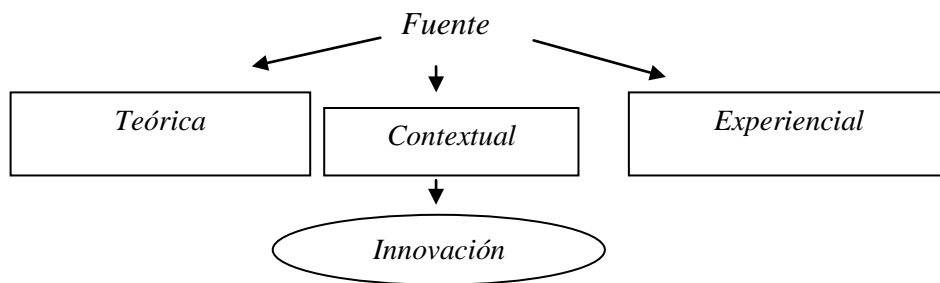 Fuente
Teórica
Contextual
Experiencial
Innovación